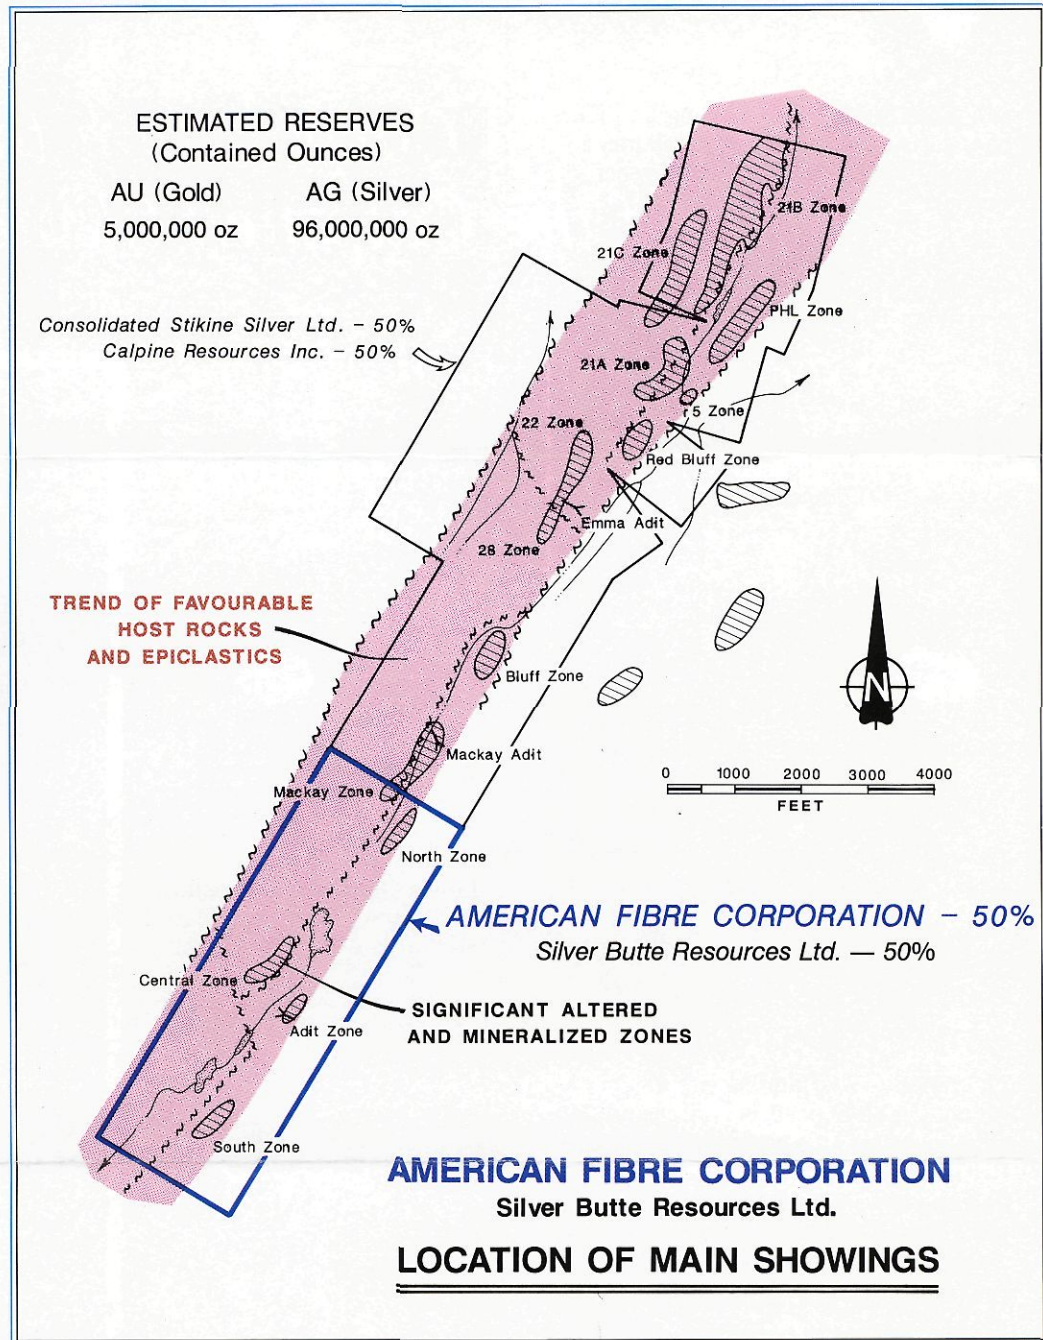 ESTIMATED RESERVES
(Contained Ounces)
AU (Gold) AG (Silver)
5,000,000 oz 96,000,000 oz
21B Zone
21C Zone
PHL Zone
Consolidated Stikine Silver Ltd. – 50%
Calpine Resources Inc. – 50%
21A Zone
5 Zone
22 Zone
Red Bluff Zone
Emma Adit
28 Zone
TREND OF FAVOURABLE
HOST ROCKS
AND EPICLASTICS
Bluff Zone
N
Mackay Adit
0 1000 2000 3000 4000
FEET
Mackay Zone
North Zone
AMERICAN FIBRE CORPORATION – 50%
Silver Butte Resources Ltd. — 50%
Central Zone
SIGNIFICANT ALTERED
AND MINERALIZED ZONES
Adit Zone
South Zone
AMERICAN FIBRE CORPORATION
Silver Butte Resources Ltd.
LOCATION OF MAIN SHOWINGS